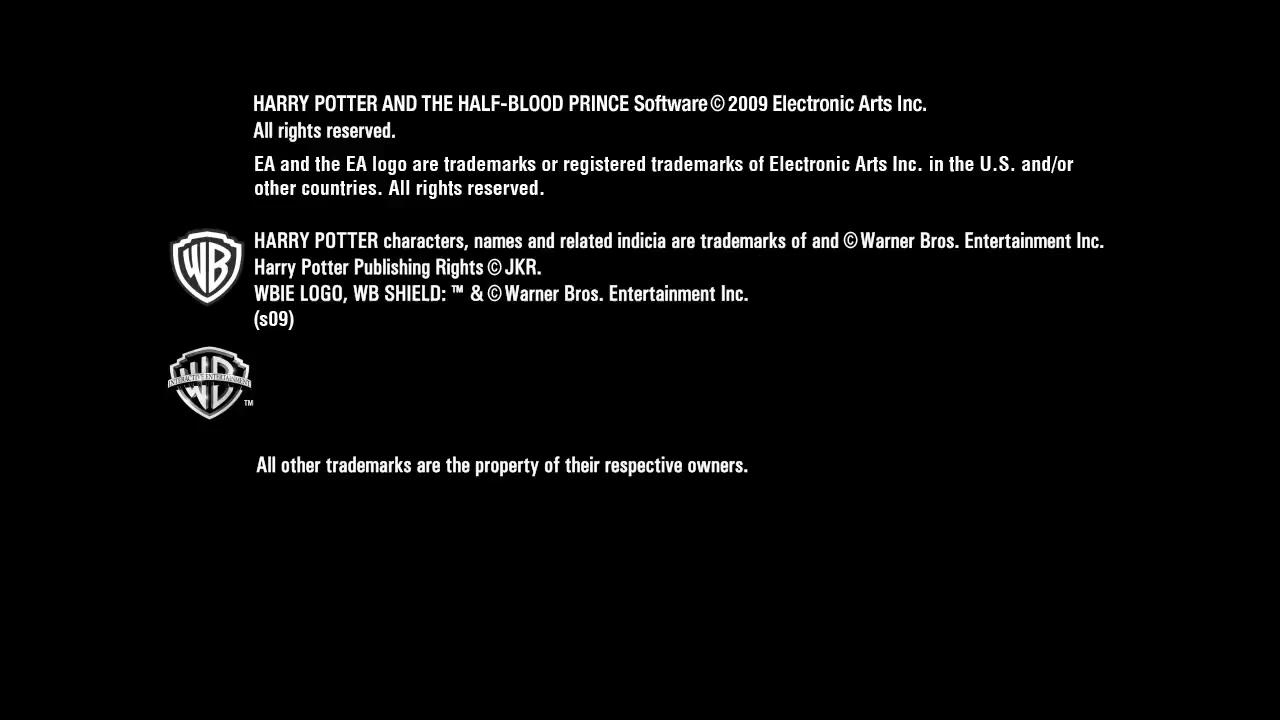 HARRY POTTER AND THE HALF-BLOOD PRINCE Software © 2009 Electronic Arts Inc.
All rights reserved.
EA and the EA logo are trademarks or registered trademarks of Electronic Arts Inc. in the U.S. and/or
other countries. All rights reserved.
WB
HARRY POTTER characters, names and related indicia are trademarks of and © Warner Bros. Entertainment Inc.
Harry Potter Publishing Rights © JKR.
WBIE LOGO, WB SHIELD: ™ & © Warner Bros. Entertainment Inc.
(s09)
WB
INTERACTIVE ENTERTAINMENT
™
All other trademarks are the property of their respective owners.